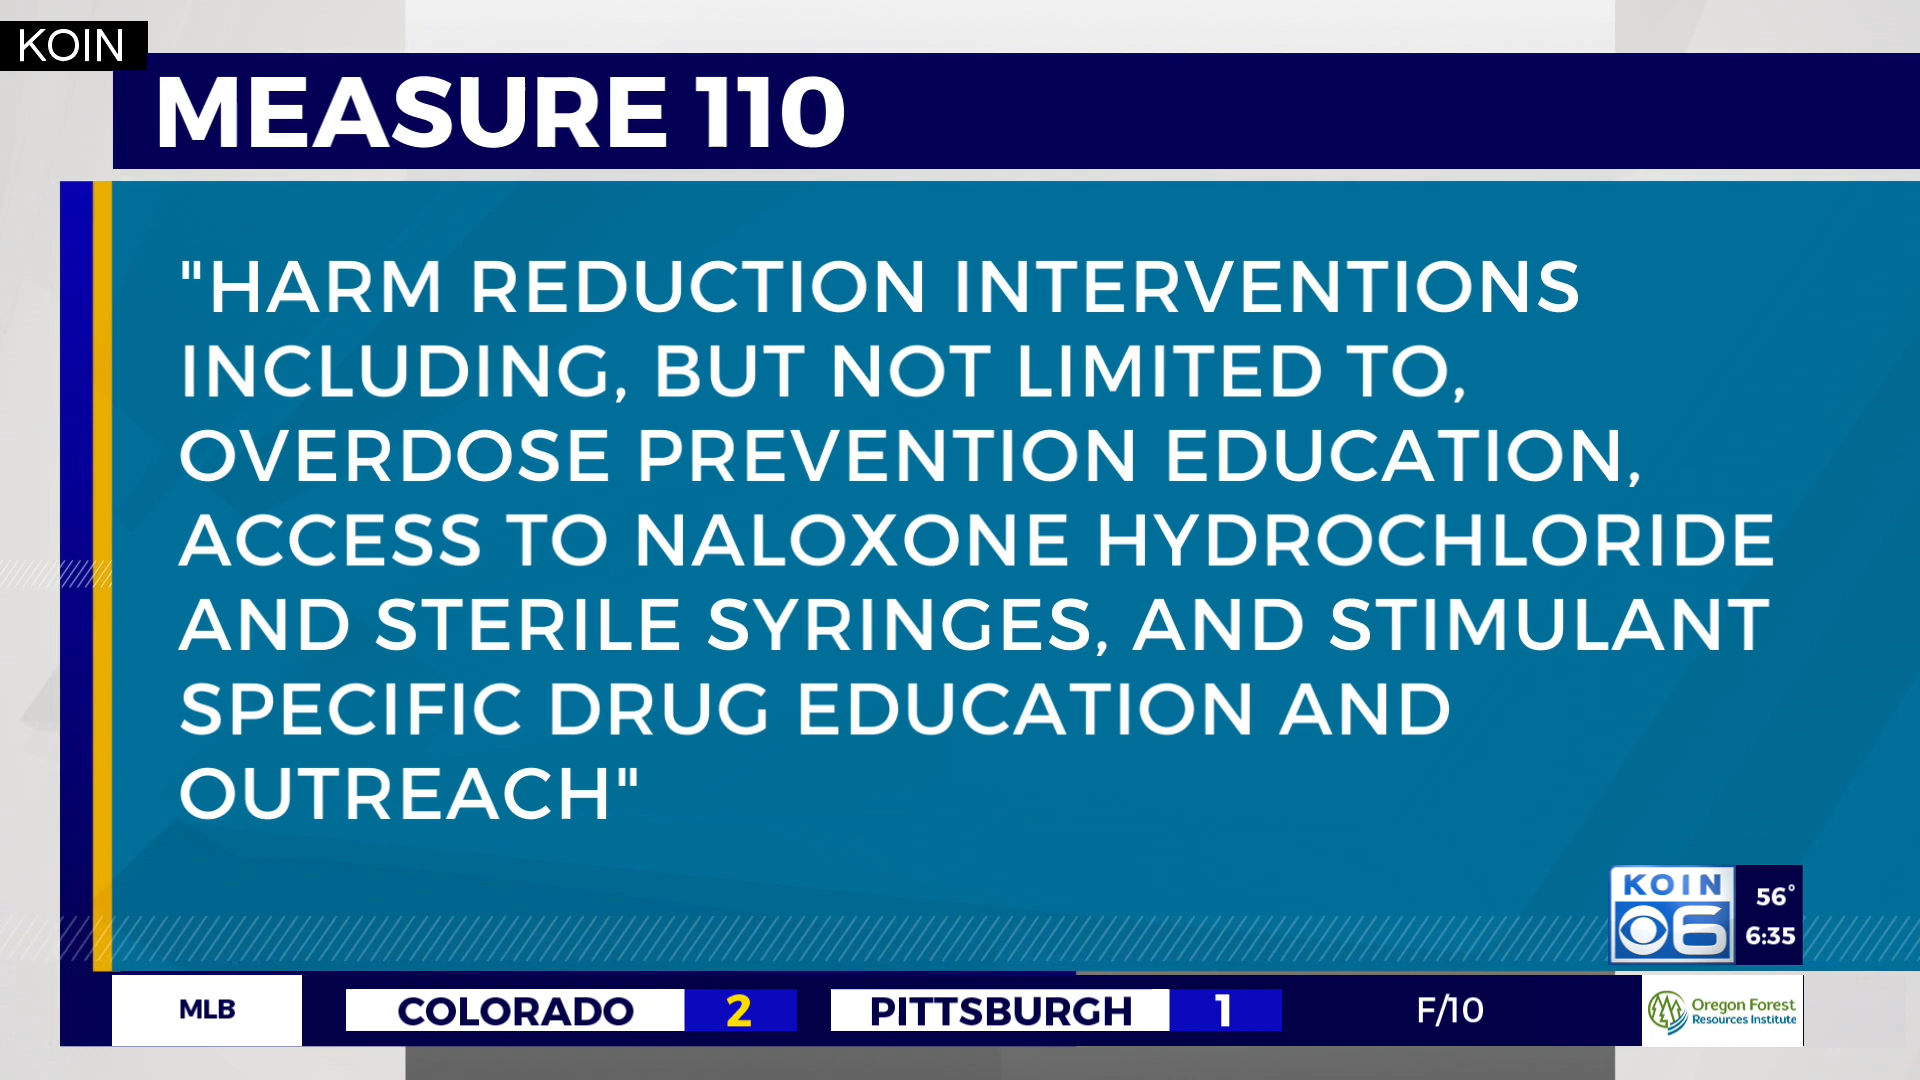 KOIN
MEASURE 110
"HARM REDUCTION INTERVENTIONS
INCLUDING, BUT NOT LIMITED TO,
OVERDOSE PREVENTION EDUCATION,
ACCESS TO NALOXONE HYDROCHLORIDE
AND STERILE SYRINGES, AND STIMULANT
SPECIFIC DRUG EDUCATION AND
OUTREACH"
KOIN
6
56°
6:35
MLB COLORADO 2 PITTSBURGH 1 F/10
Oregon Forest
Resources Institute